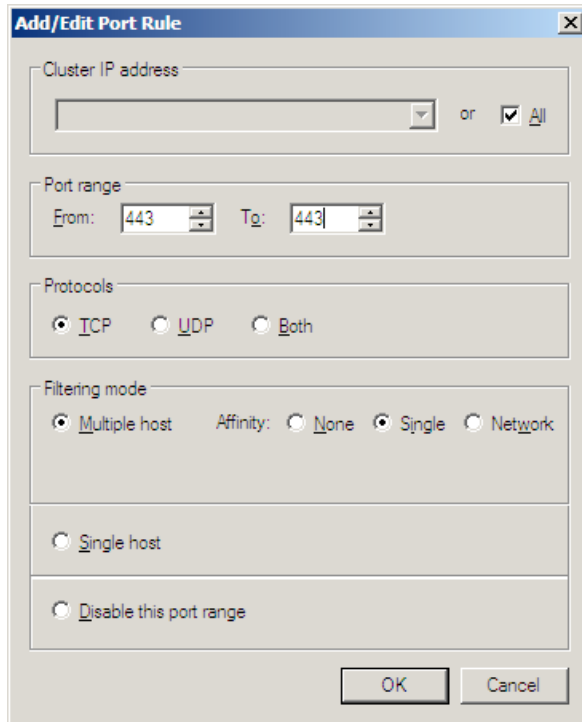 Add/Edit Port Rule
Cluster IP address
or All
Port range
From: 443 To: 443
Protocols
TCP UDP Both
Filtering mode
Multiple host Affinity: None Single Network
Single host
Disable this port range
OK Cancel